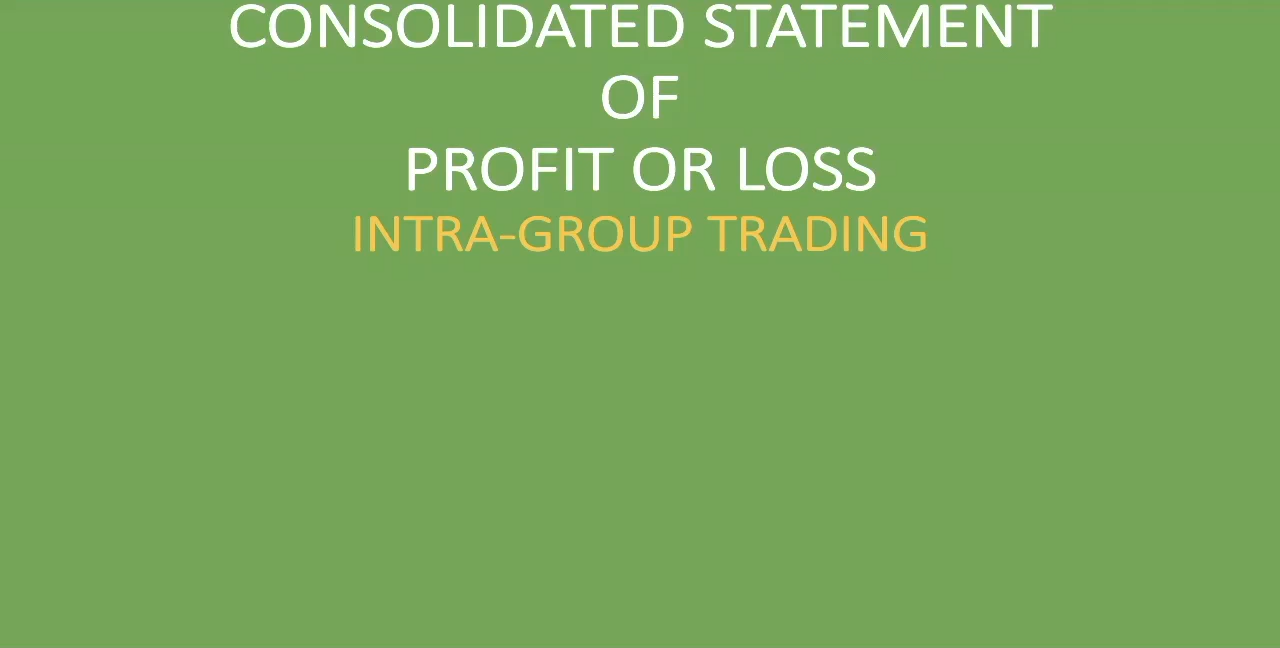 CONSOLIDATED STATEMENT
OF
PROFIT OR LOSS
INTRA-GROUP TRADING